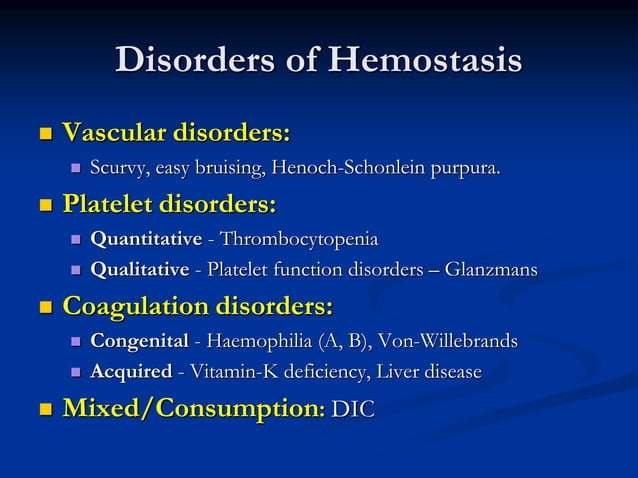 Disorders of Hemostasis
Vascular disorders:
Scurvy, easy bruising, Henoch-Schonlein purpura.
Platelet disorders:
Quantitative - Thrombocytopenia
Qualitative - Platelet function disorders – Glanzmans
Coagulation disorders:
Congenital - Haemophilia (A, B), Von-Willebrands
Acquired - Vitamin-K deficiency, Liver disease
Mixed/Consumption: DIC